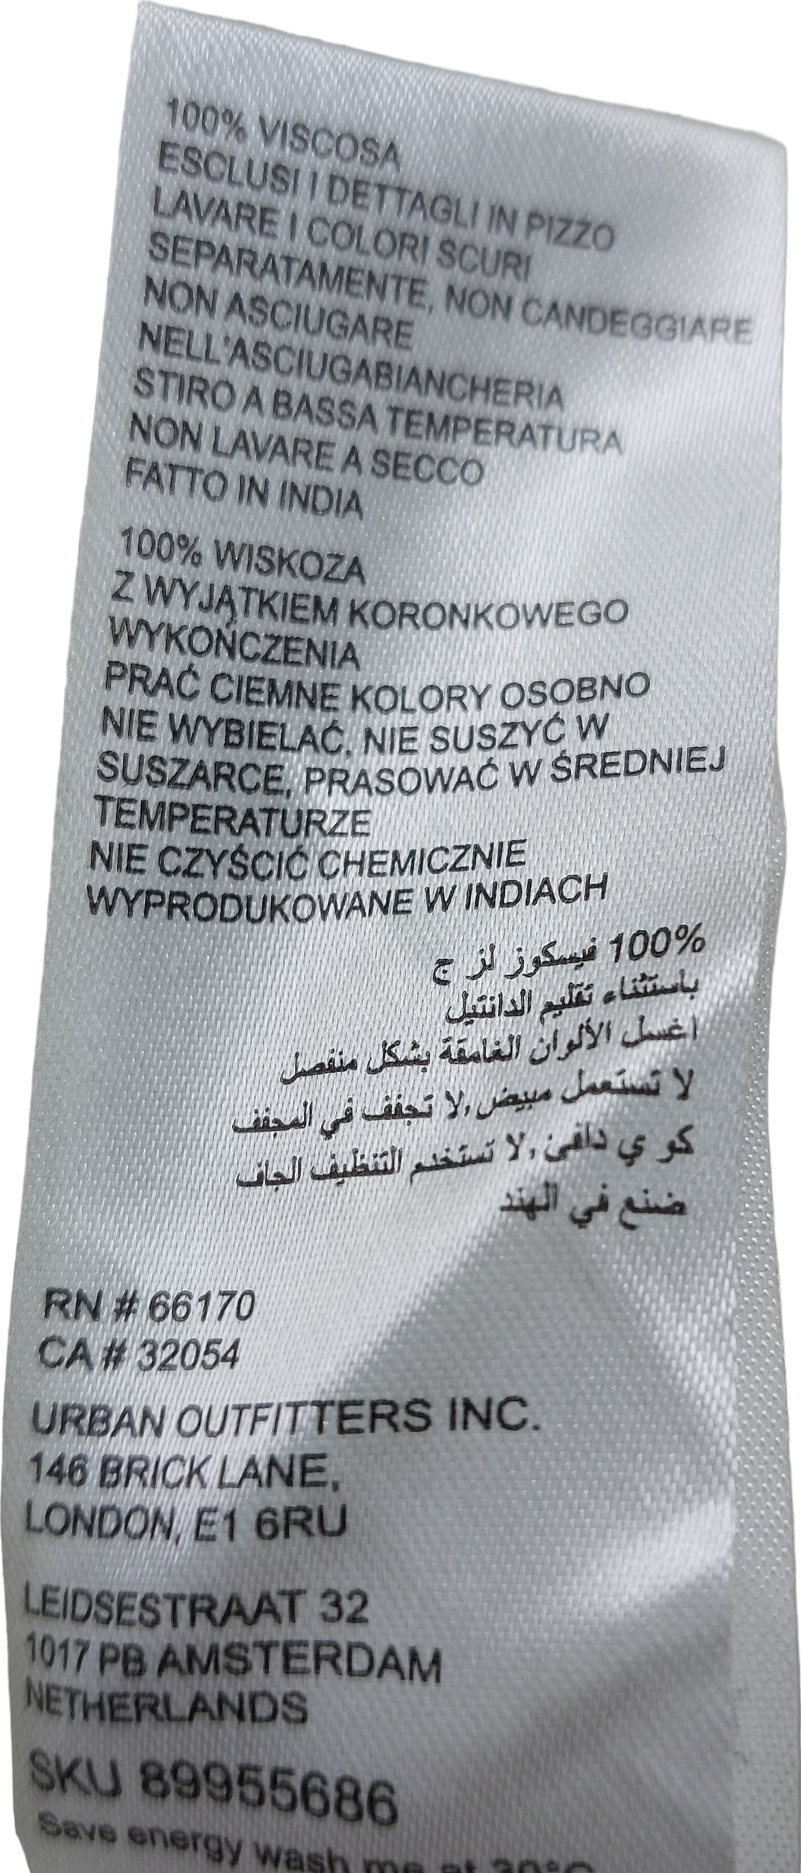 100% VISCOSA
ESCLUSI I DETTAGLI IN PIZZO
LAVARE I COLORI SCURI
SEPARATAMENTE, NON CANDEGGIARE
NON ASCIUGARE
NELL'ASCIUGABIANCHERIA
STIRO A BASSA TEMPERATURA
NON LAVARE A SECCO
FATTO IN INDIA
100% WISKOZA
Z WYJĄTKIEM KORONKOWEGO
WYKOŃCZENIA
PRAĆ CIEMNE KOLORY OSOBNO
NIE WYBIELAĆ, NIE SUSZYĆ W
SUSZARCE, PRASOWAĆ W ŚREDNIEJ
TEMPERATURZE
NIE CZYŚCIĆ CHEMICZNIE
WYPRODUKOWANE W INDIACH
100% فيسكوز لز ج
باستثناء تقليم الدانتيل
اغسل الألوان الغامقة بشكل منفصل
لا تستعمل مبيض,لا تجفف في المجفف
كو ي دافئ,لا تستخدم التنظيف الجاف
صنع في الهند
RN # 66170
CA # 32054
URBAN OUTFITTERS INC.
146 BRICK LANE,
LONDON, E1 6RU
LEIDSESTRAAT 32
1017 PB AMSTERDAM
NETHERLANDS
SKU 89955686
Save energy wash me at 30°C